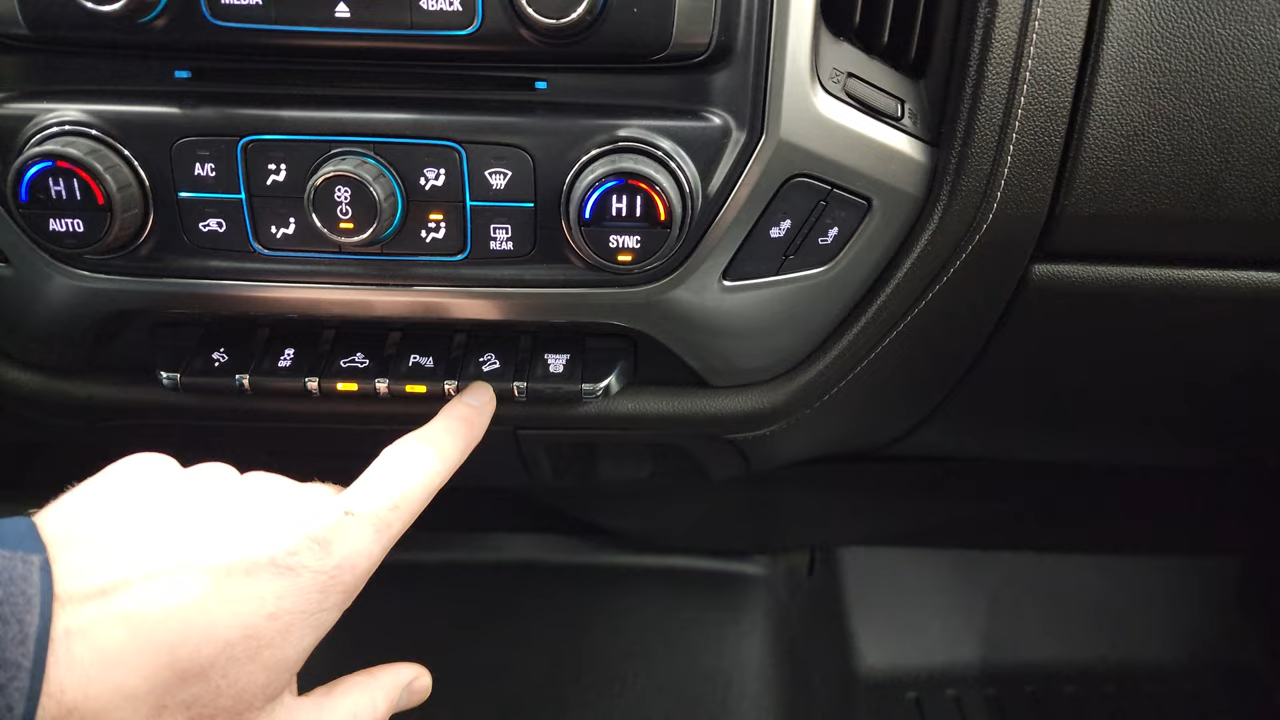 MEDIA
BACK
A/C
HI
AUTO
REAR
HI
SYNC
OFF
P
EXHAUST
BRAKE